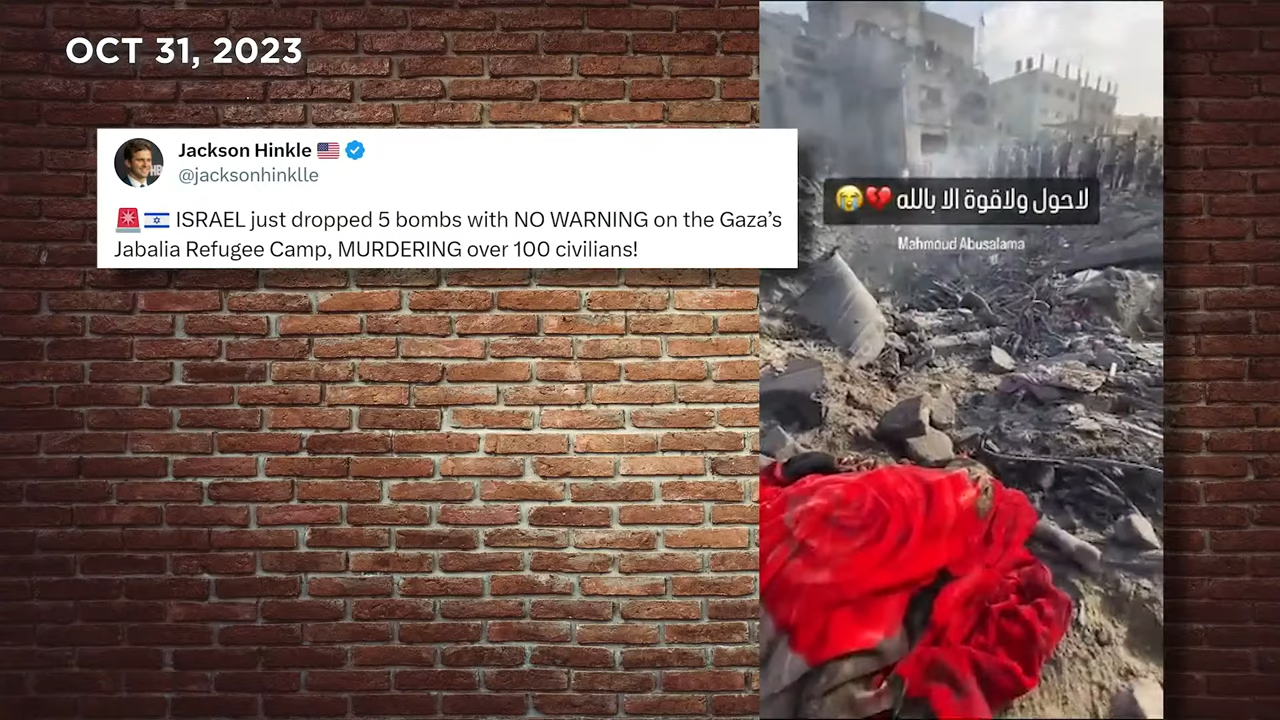 OCT 31, 2023
Jackson Hinkle 🇺🇸
@jacksonhinklle
🚨🇮🇱 ISRAEL just dropped 5 bombs with NO WARNING on the Gaza’s
Jabalia Refugee Camp, MURDERING over 100 civilians!
لاحول ولاقوة الا بالله 💔😭
Mahmoud Abusalama